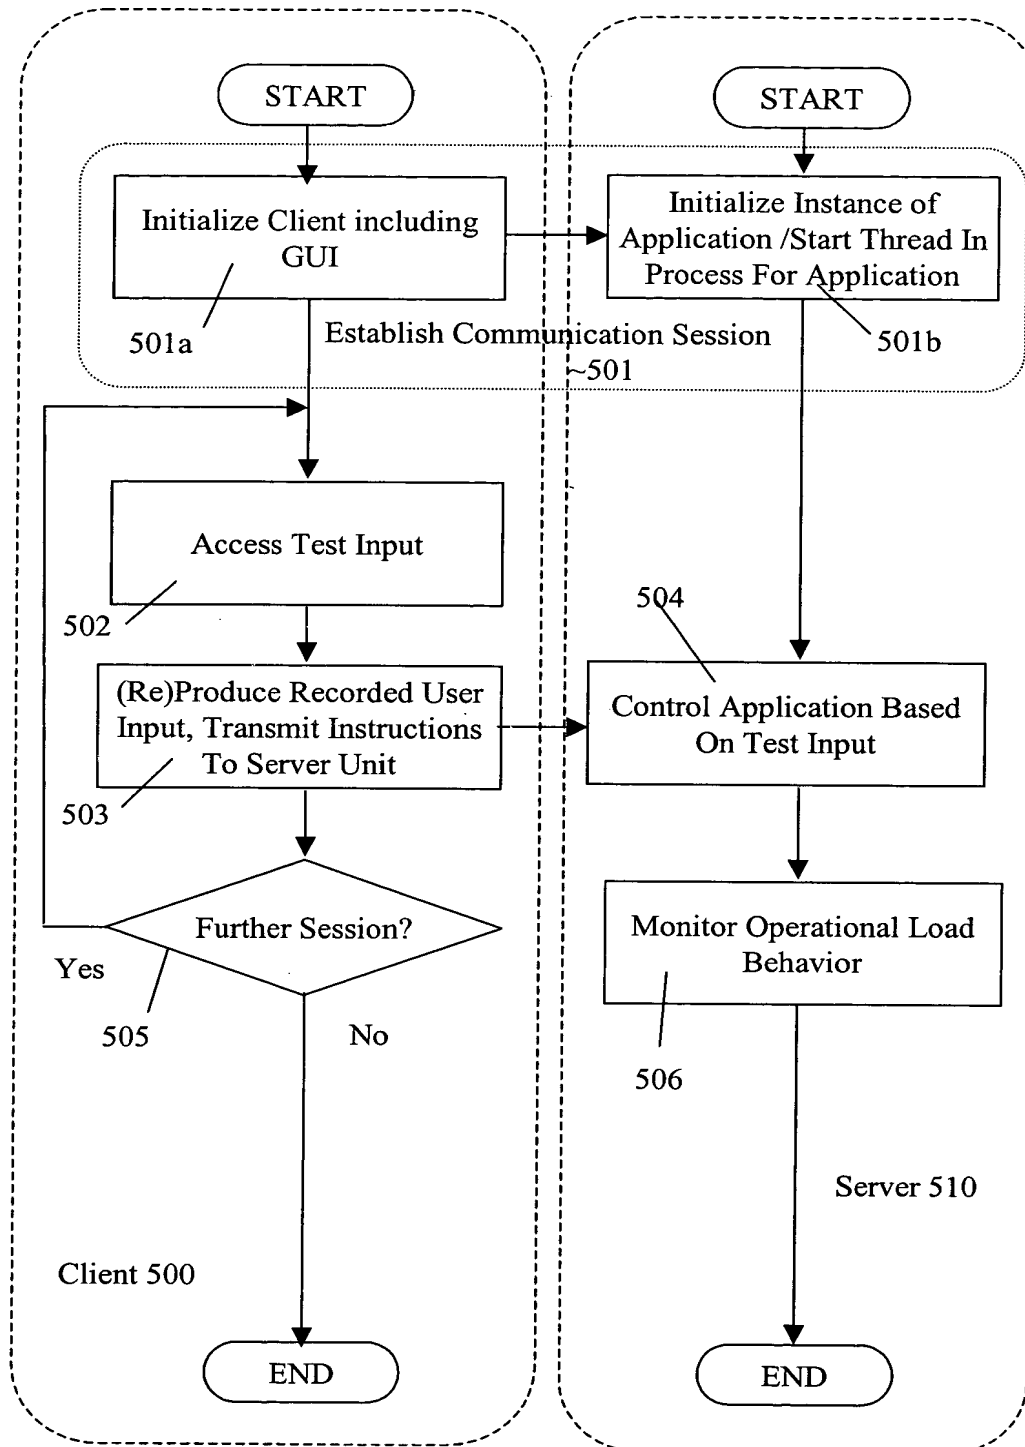 START
START
Initialize Client including
GUI
Initialize Instance of
Application /Start Thread In
Process For Application
501a
Establish Communication Session
~501
501b
Access Test Input
502
504
(Re)Produce Recorded User
Input, Transmit Instructions
To Server Unit
Control Application Based
On Test Input
503
Further Session?
Monitor Operational Load
Behavior
Yes
505
No
506
Server 510
Client 500
END
END